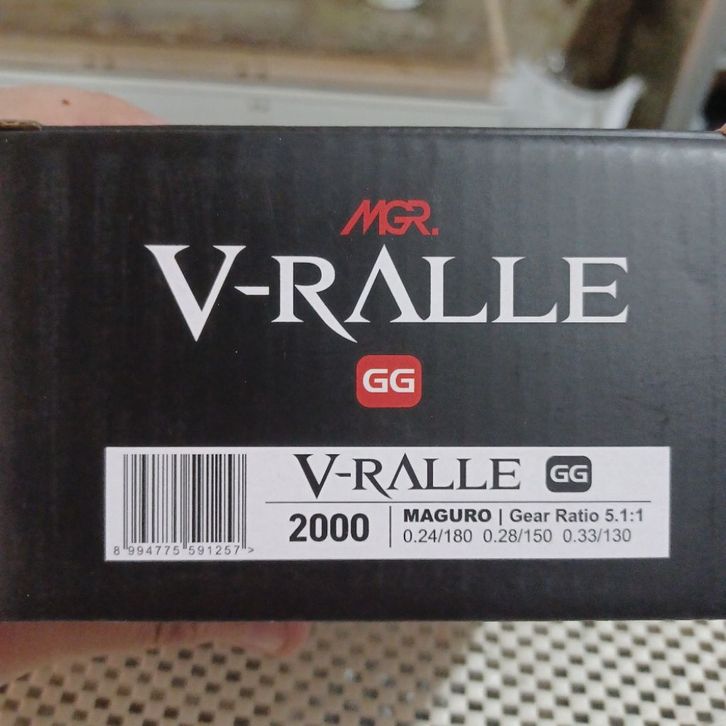 MGR.
V-RALLE
GG
V-RALLE GG
2000
MAGURO | Gear Ratio 5.1:1
0.24/180 0.28/150 0.33/130
8 994775 591257 >